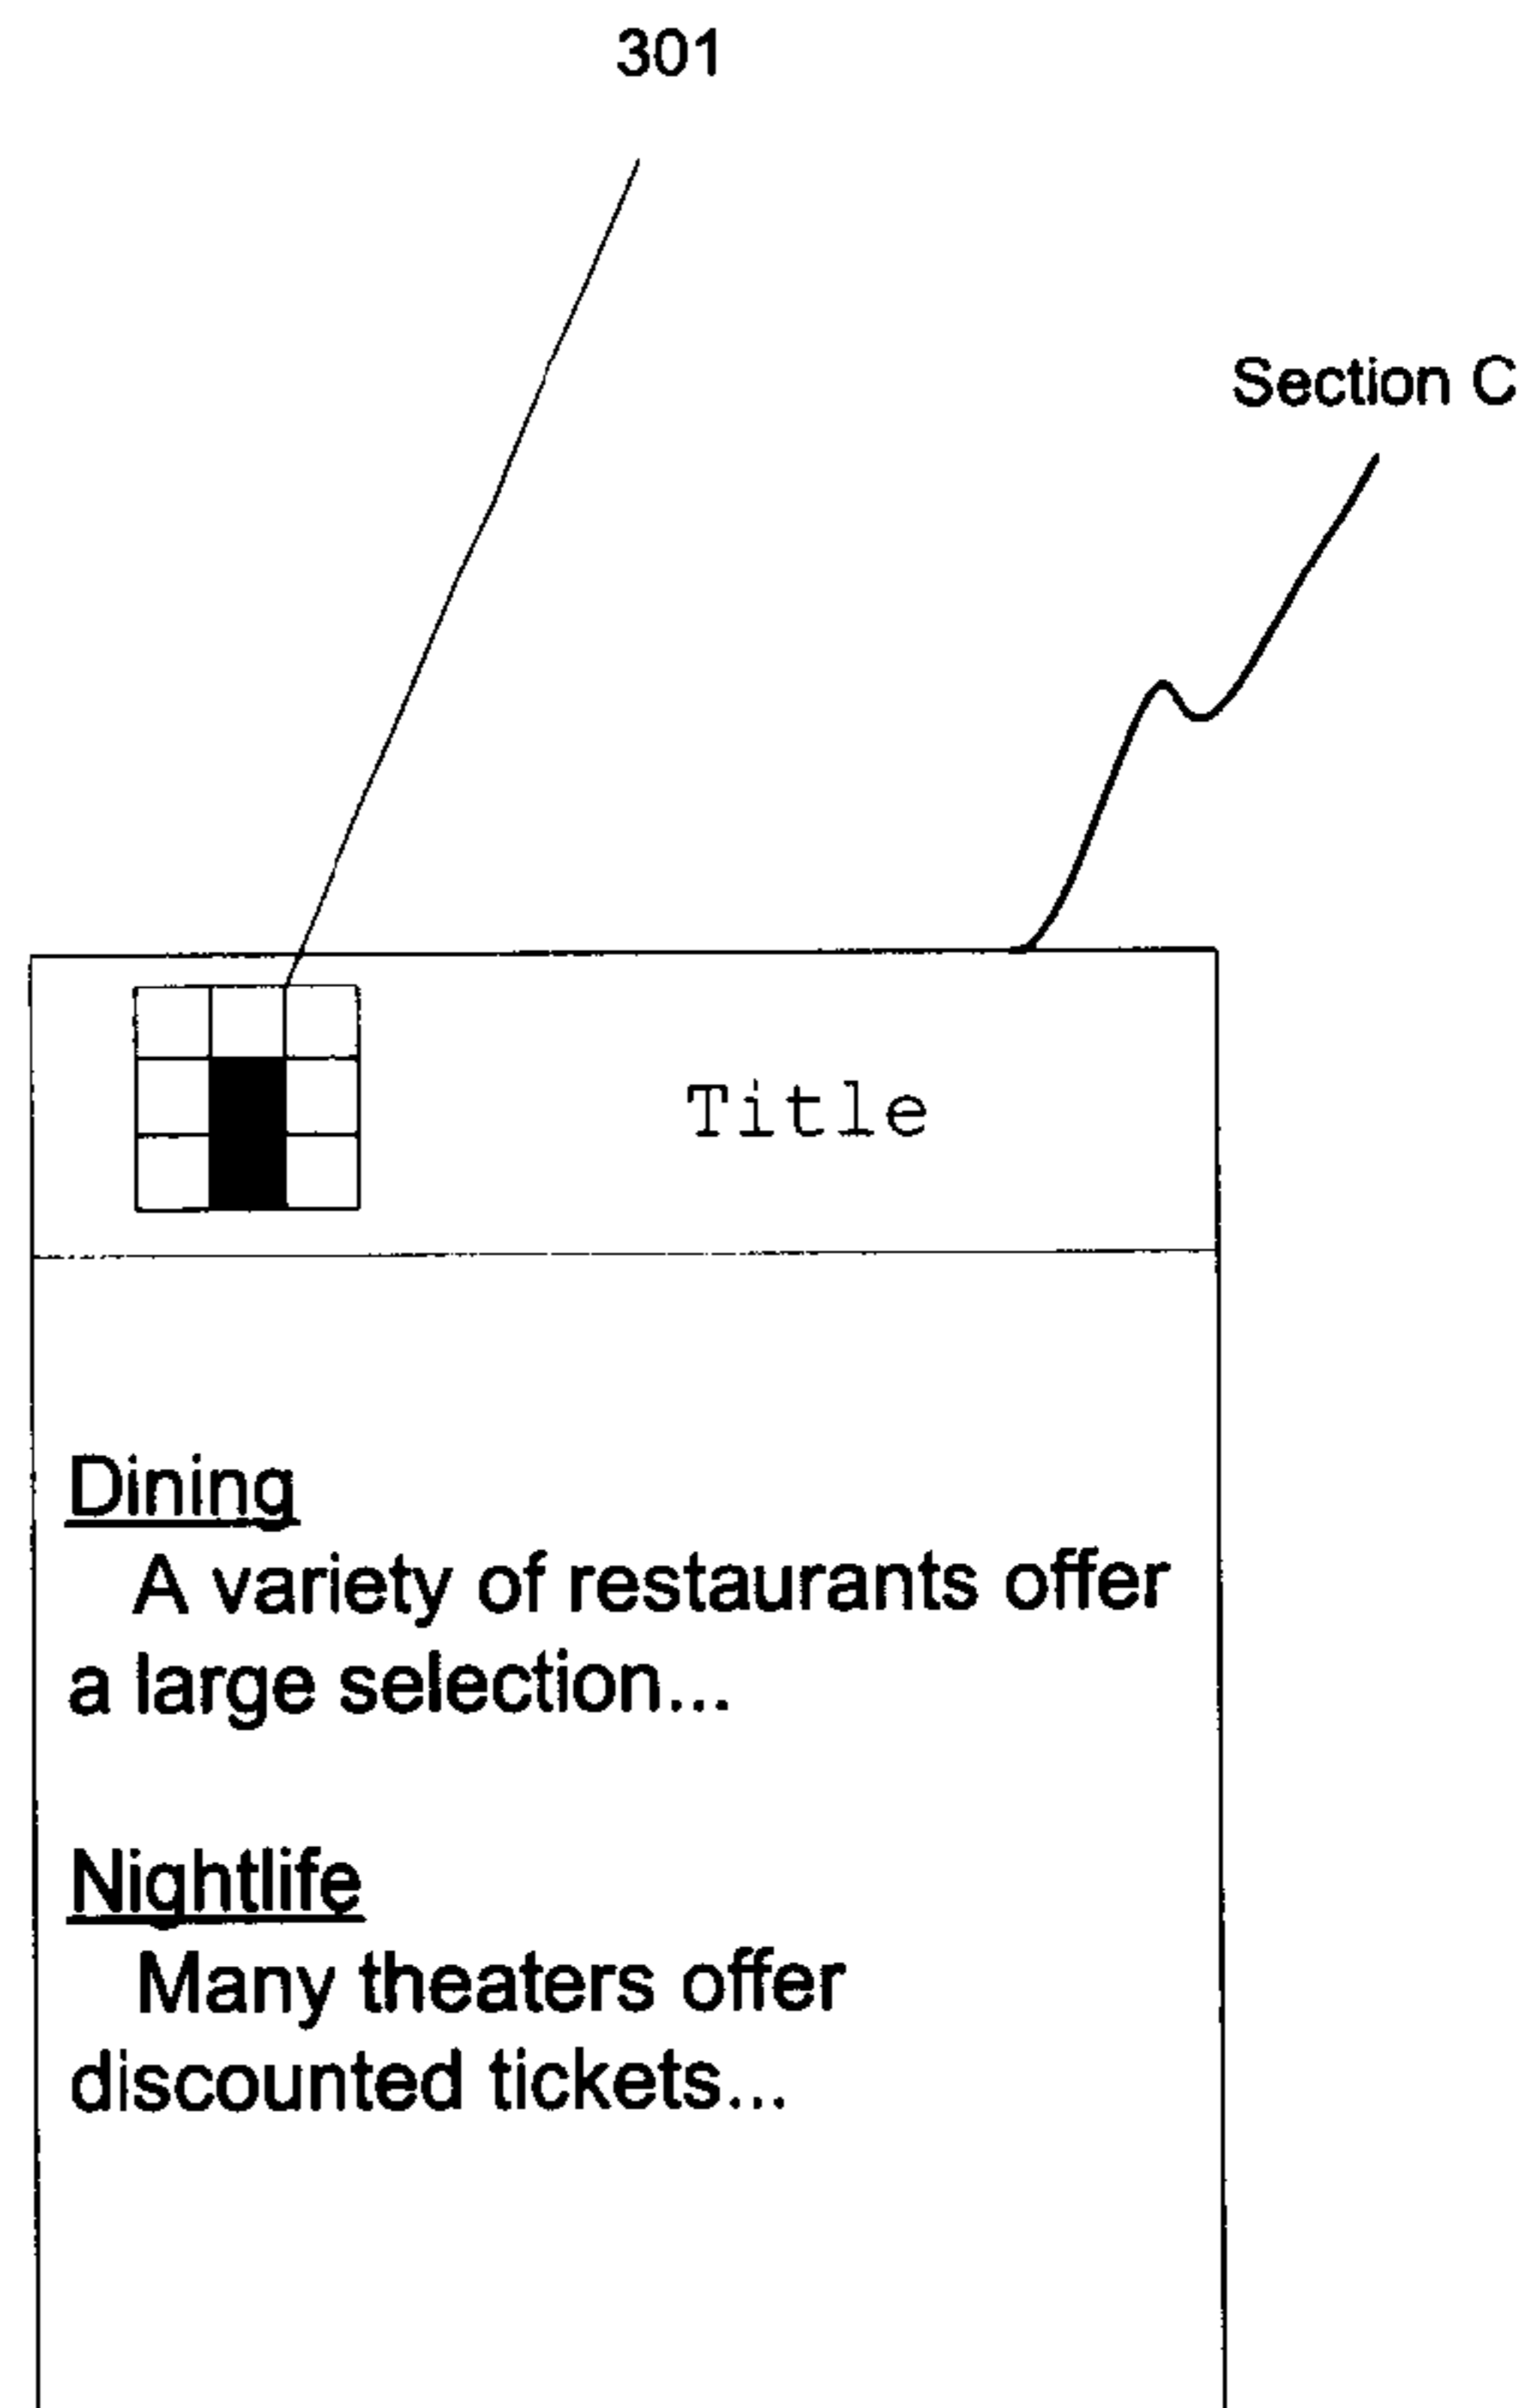 301
Section C
Title
Dining
A variety of restaurants offer
a large selection...
Nightlife
Many theaters offer
discounted tickets...